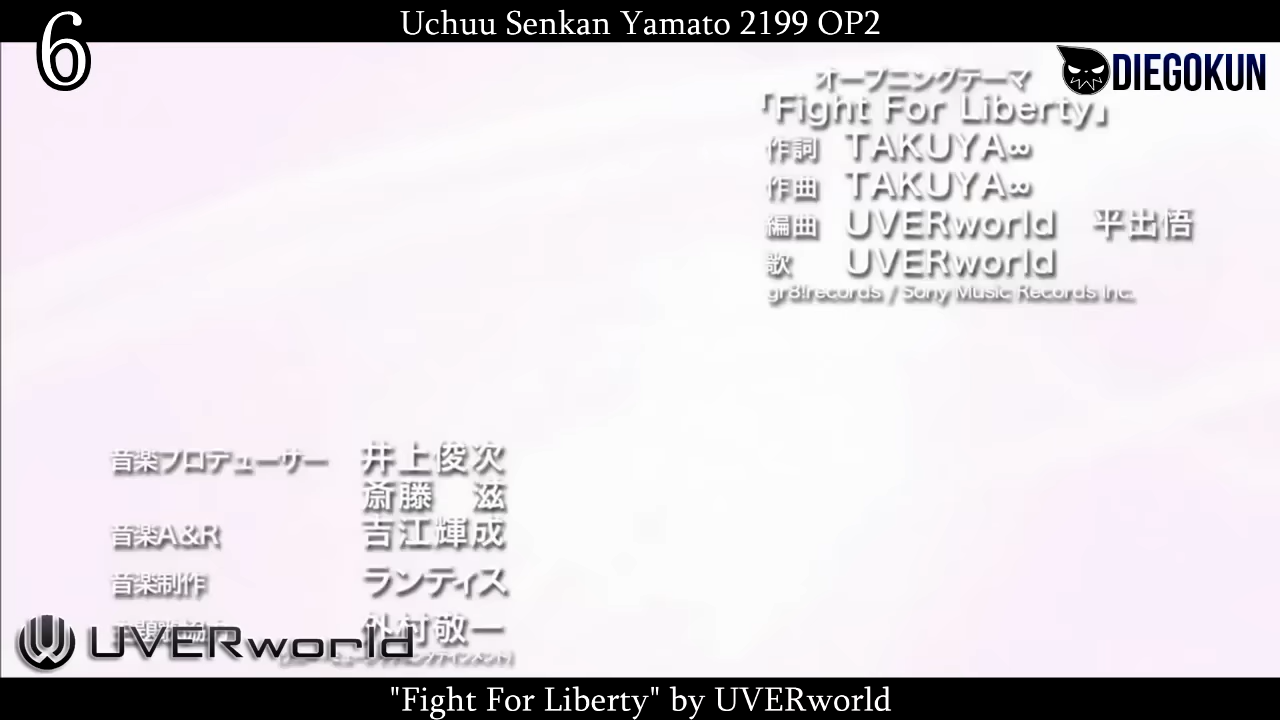 Uchuu Senkan Yamato 2199 OP2
6
DIEGOKUN
オープニングテーマ
「Fight For Liberty」
作詞 TAKUYA∞
作曲 TAKUYA∞
編曲 UVERworld 平出悟
歌 UVERworld
gr8!records / Sony Music Records Inc.
音楽プロデューサー 井上俊次
斎藤 滋
音楽A&R 吉江輝成
音楽制作 ランティス
外村敬一
UVERworld
"Fight For Liberty" by UVERworld